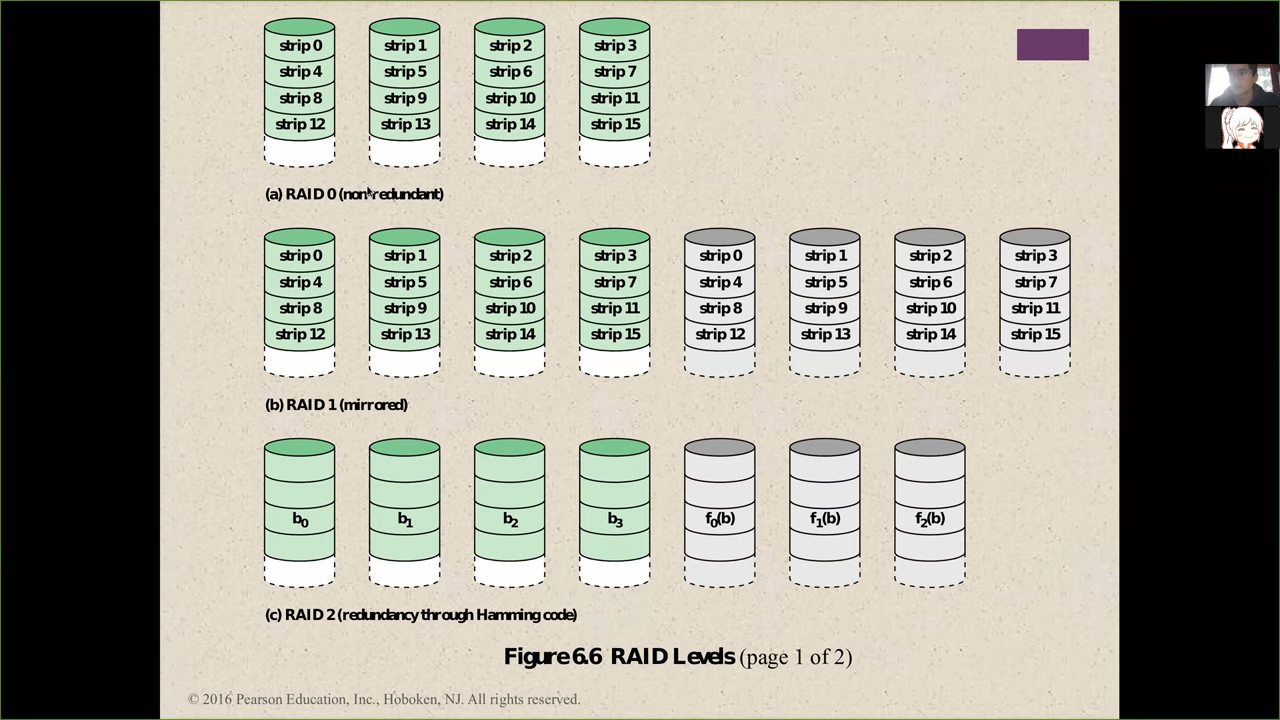 strip 0 strip 1 strip 2 strip 3
strip 4 strip 5 strip 6 strip 7
strip 8 strip 9 strip 10 strip 11
strip 12 strip 13 strip 14 strip 15
(a) RAID 0 (non-redundant)
strip 0 strip 1 strip 2 strip 3 strip 0 strip 1 strip 2 strip 3
strip 4 strip 5 strip 6 strip 7 strip 4 strip 5 strip 6 strip 7
strip 8 strip 9 strip 10 strip 11 strip 8 strip 9 strip 10 strip 11
strip 12 strip 13 strip 14 strip 15 strip 12 strip 13 strip 14 strip 15
(b) RAID 1 (mirrored)
b0 b1 b2 b3 f0(b) f1(b) f2(b)
(c) RAID 2 (redundancy through Hamming code)
Figure 6.6 RAID Levels (page 1 of 2)
© 2016 Pearson Education, Inc., Hoboken, NJ. All rights reserved.